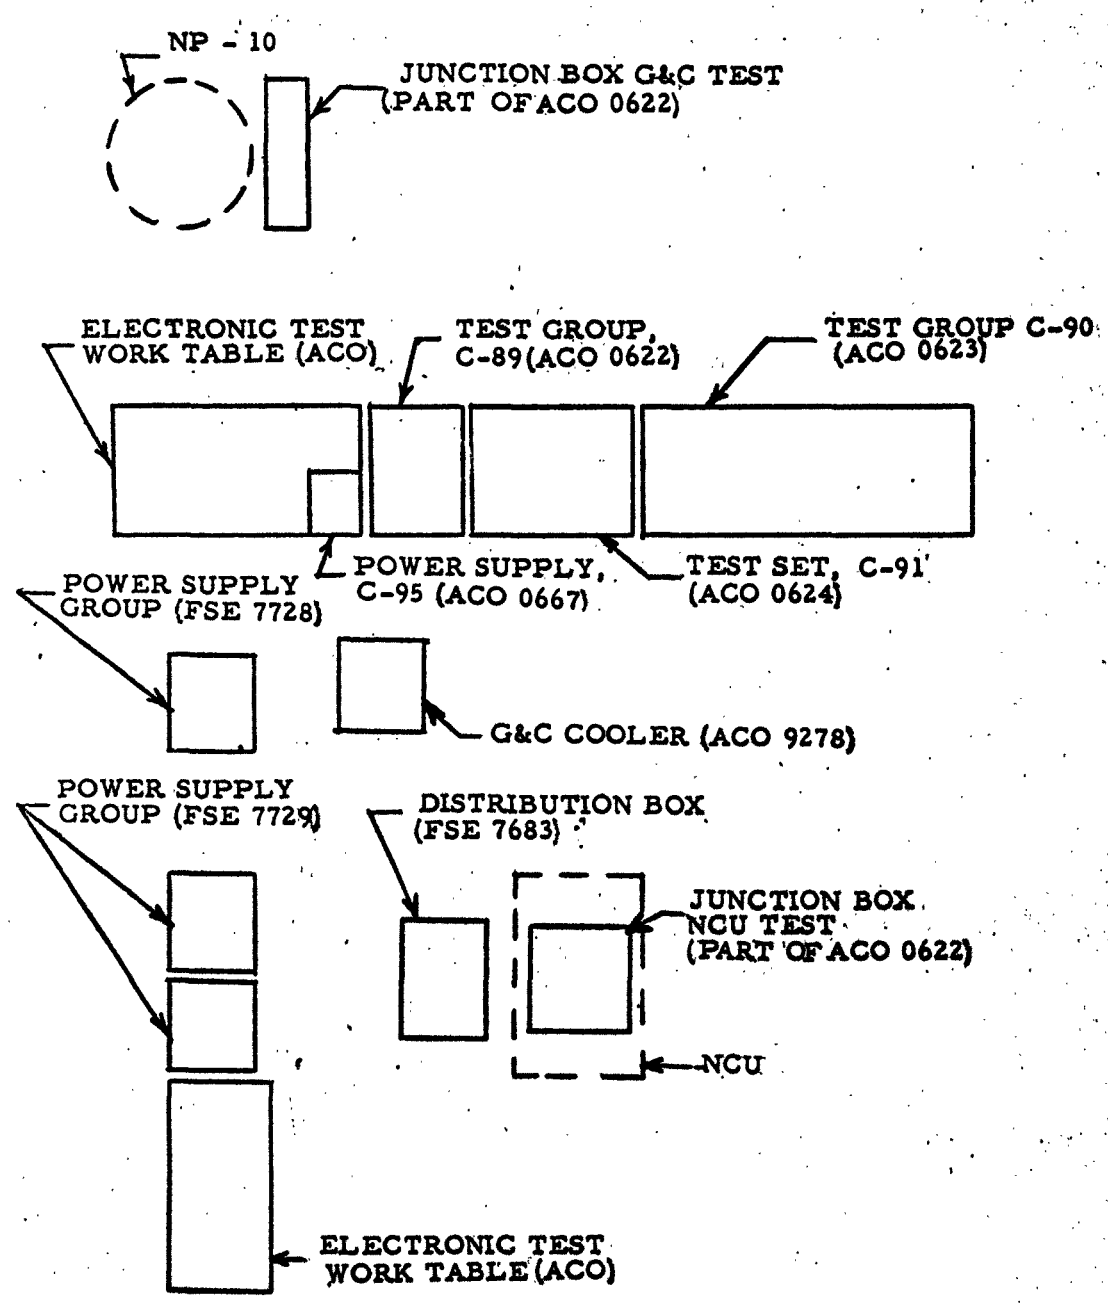 NP - 10
JUNCTION BOX G&C TEST
(PART OF ACO 0622)
ELECTRONIC TEST
WORK TABLE (ACO)
TEST GROUP,
C-89 (ACO 0622)
TEST GROUP C-90
(ACO 0623)
POWER SUPPLY,
C-95 (ACO 0667)
TEST SET, C-91
(ACO 0624)
POWER SUPPLY
GROUP (FSE 7728)
G&C COOLER (ACO 9278)
POWER SUPPLY
GROUP (FSE 7729)
DISTRIBUTION BOX
(FSE 7683)
JUNCTION BOX
NCU TEST
(PART OF ACO 0622)
NCU
ELECTRONIC TEST
WORK TABLE (ACO)